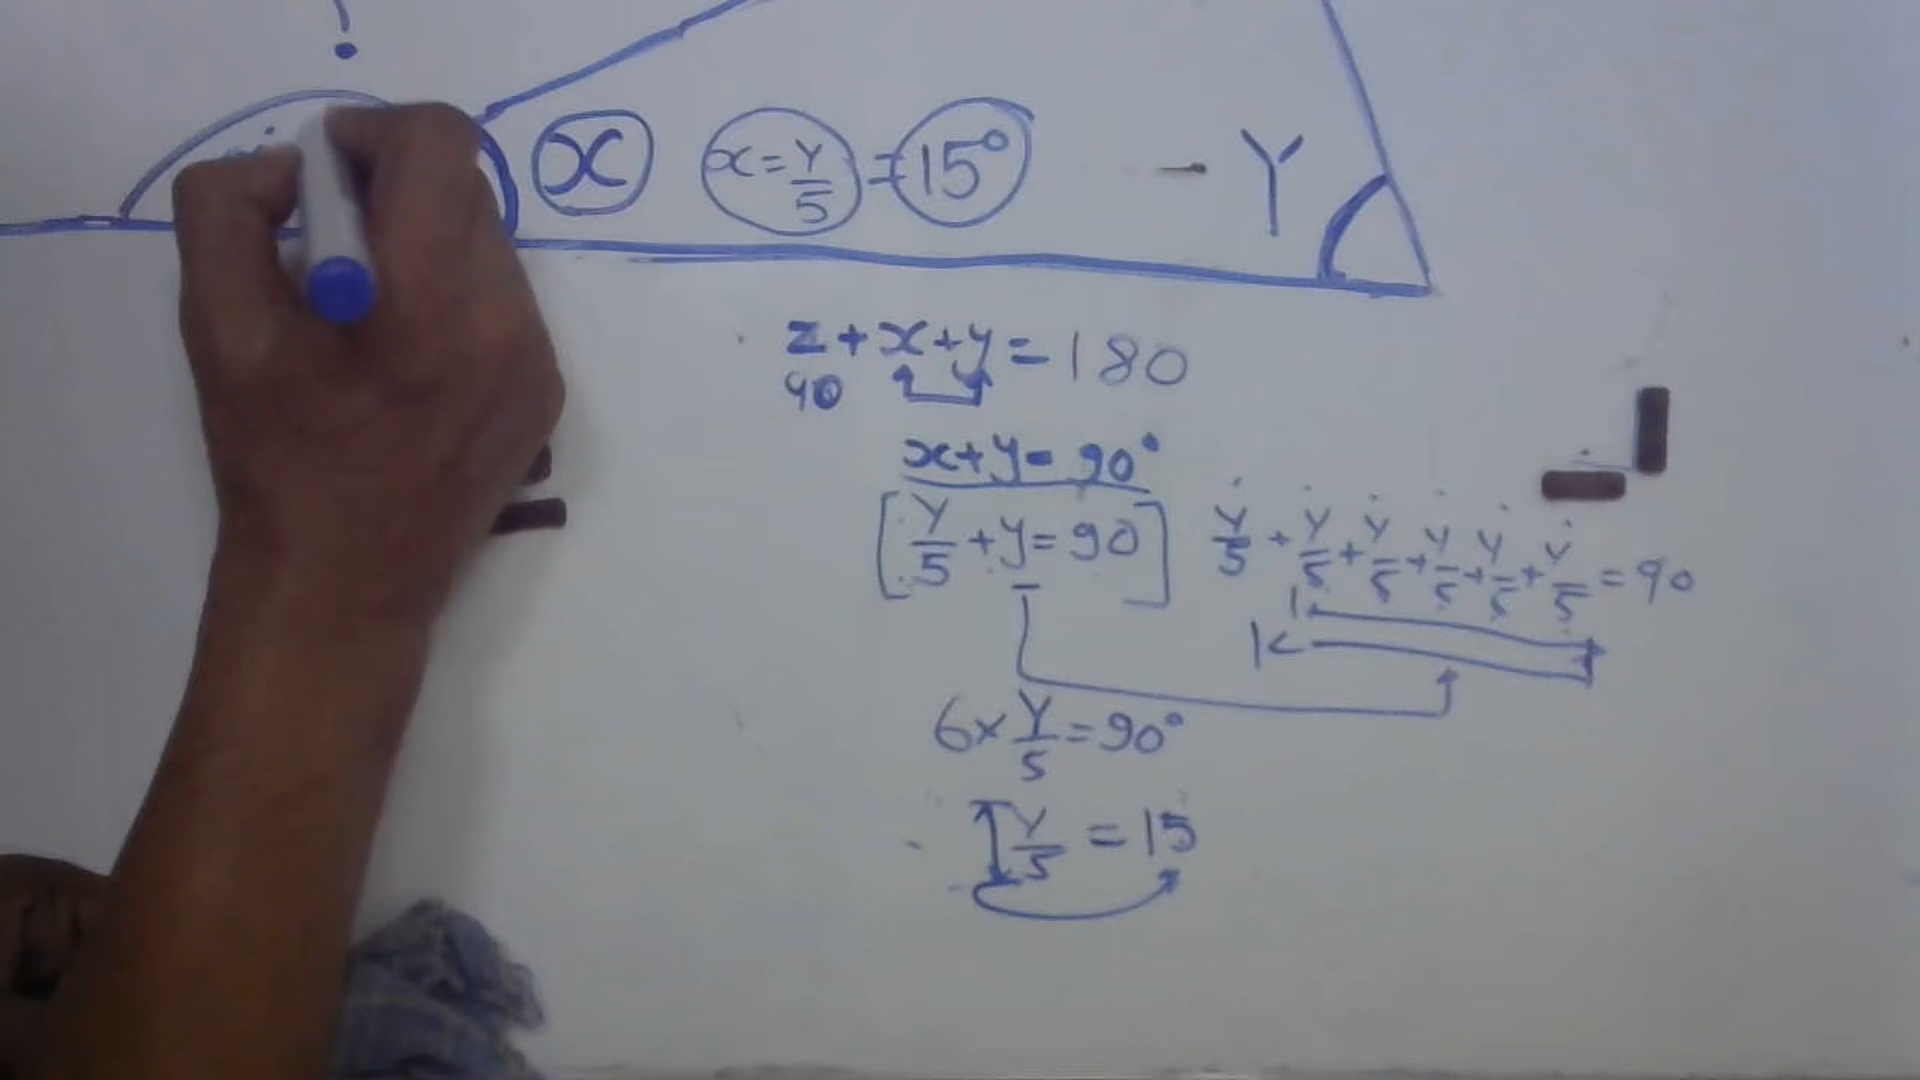 x x = Y/5 = 15° Y
z + x + y = 180
90
x + y = 90°
[Y/5 + y = 90] Y/5 + Y/5 + Y/5 + Y/5 + Y/5 + Y/5 = 90
6 x Y/5 = 90°
Y/5 = 15